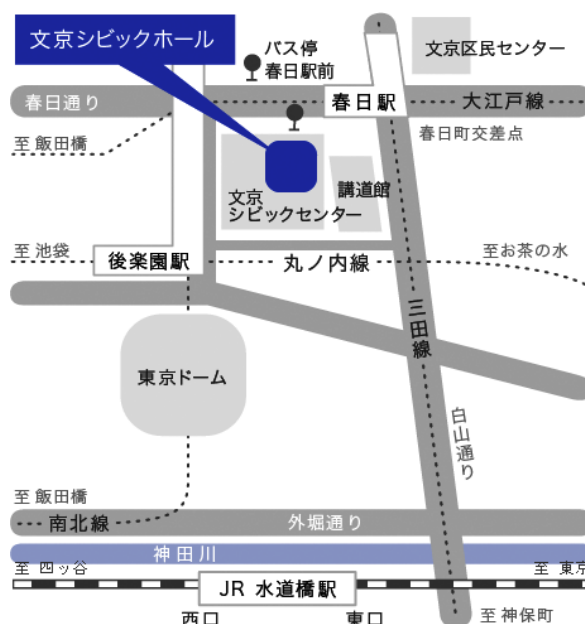 文京シビックホール
バス停
春日駅前
文京区民センター
春日通り
春日駅
大江戸線
至 飯田橋
春日町交差点
講道館
文京
シビックセンター
至 池袋
後楽園駅
丸ノ内線
至お茶の水
三田線
東京ドーム
白山通り
至 飯田橋
南北線
外堀通り
神田川
至 四ッ谷
至 東京
JR 水道橋駅
西口
東口
至 神保町